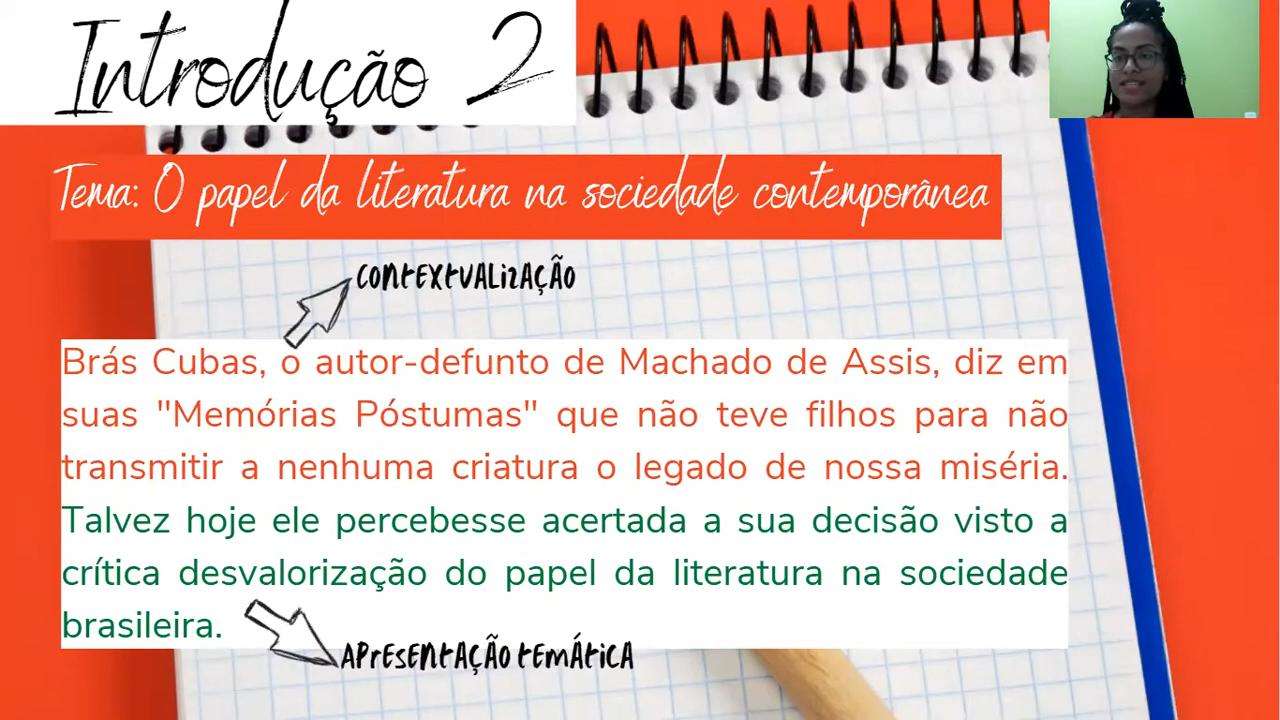 Introdução 2
Tema: O papel da literatura na sociedade contemporânea
CONTEXTUALIZAÇÃO
Brás Cubas, o autor-defunto de Machado de Assis, diz em
suas "Memórias Póstumas" que não teve filhos para não
transmitir a nenhuma criatura o legado de nossa miséria.
Talvez hoje ele percebesse acertada a sua decisão visto a
crítica desvalorização do papel da literatura na sociedade
brasileira.
APRESENTAÇÃO TEMÁTICA